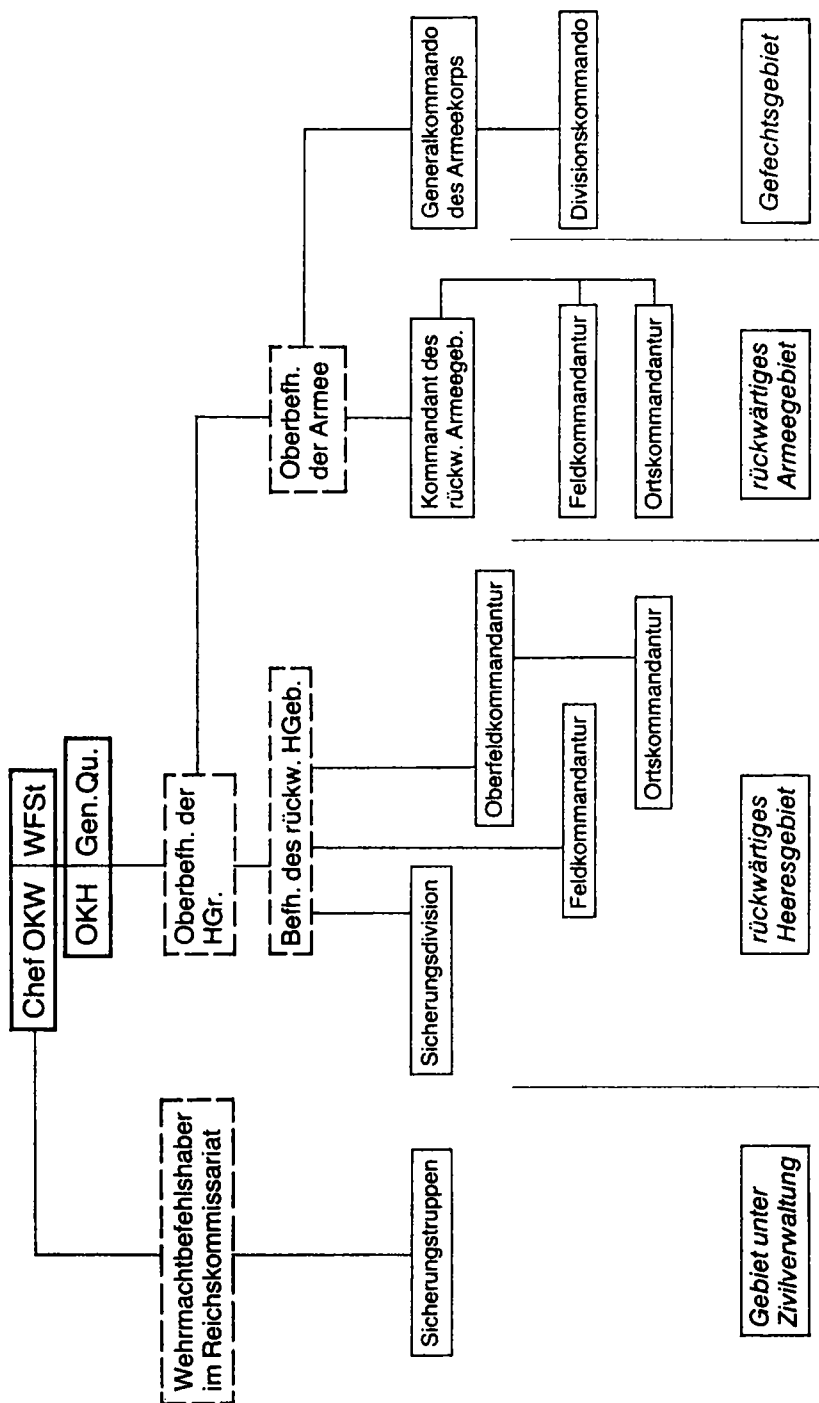 Chef OKW WFSt
OKH Gen.Qu.
Wehrmachtbefehlshaber
im Reichskommissariat
Oberbefh. der
HGr.
Befh. des rückw. HGeb.
Oberbefh.
der Armee
Sicherungstruppen
Sicherungsdivision
Kommandant des
rückw. Armeegeb.
Generalkommando
des Armeekorps
Oberfeldkommandantur
Feldkommandantur
Feldkommandantur
Divisionskommando
Ortskommandantur
Ortskommandantur
Gebiet unter
Zivilverwaltung
rückwärtiges
Heeresgebiet
rückwärtiges
Armeegebiet
Gefechtsgebiet